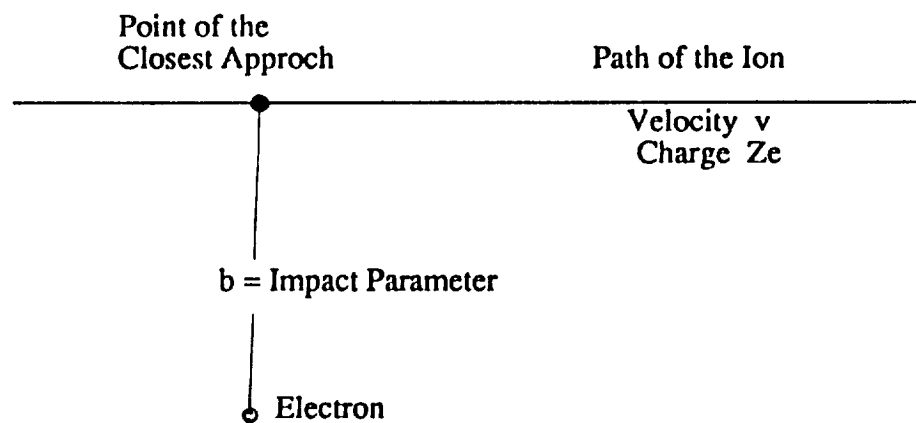 Point of the
Closest Approch
Path of the Ion
Velocity v
Charge Ze
b = Impact Parameter
Electron